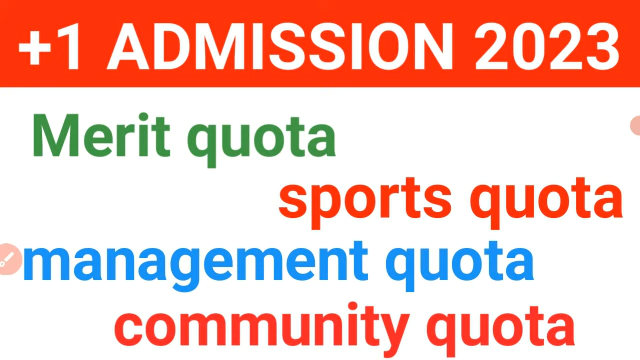 +1 ADMISSION 2023
Merit quota
sports quota
management quota
community quota